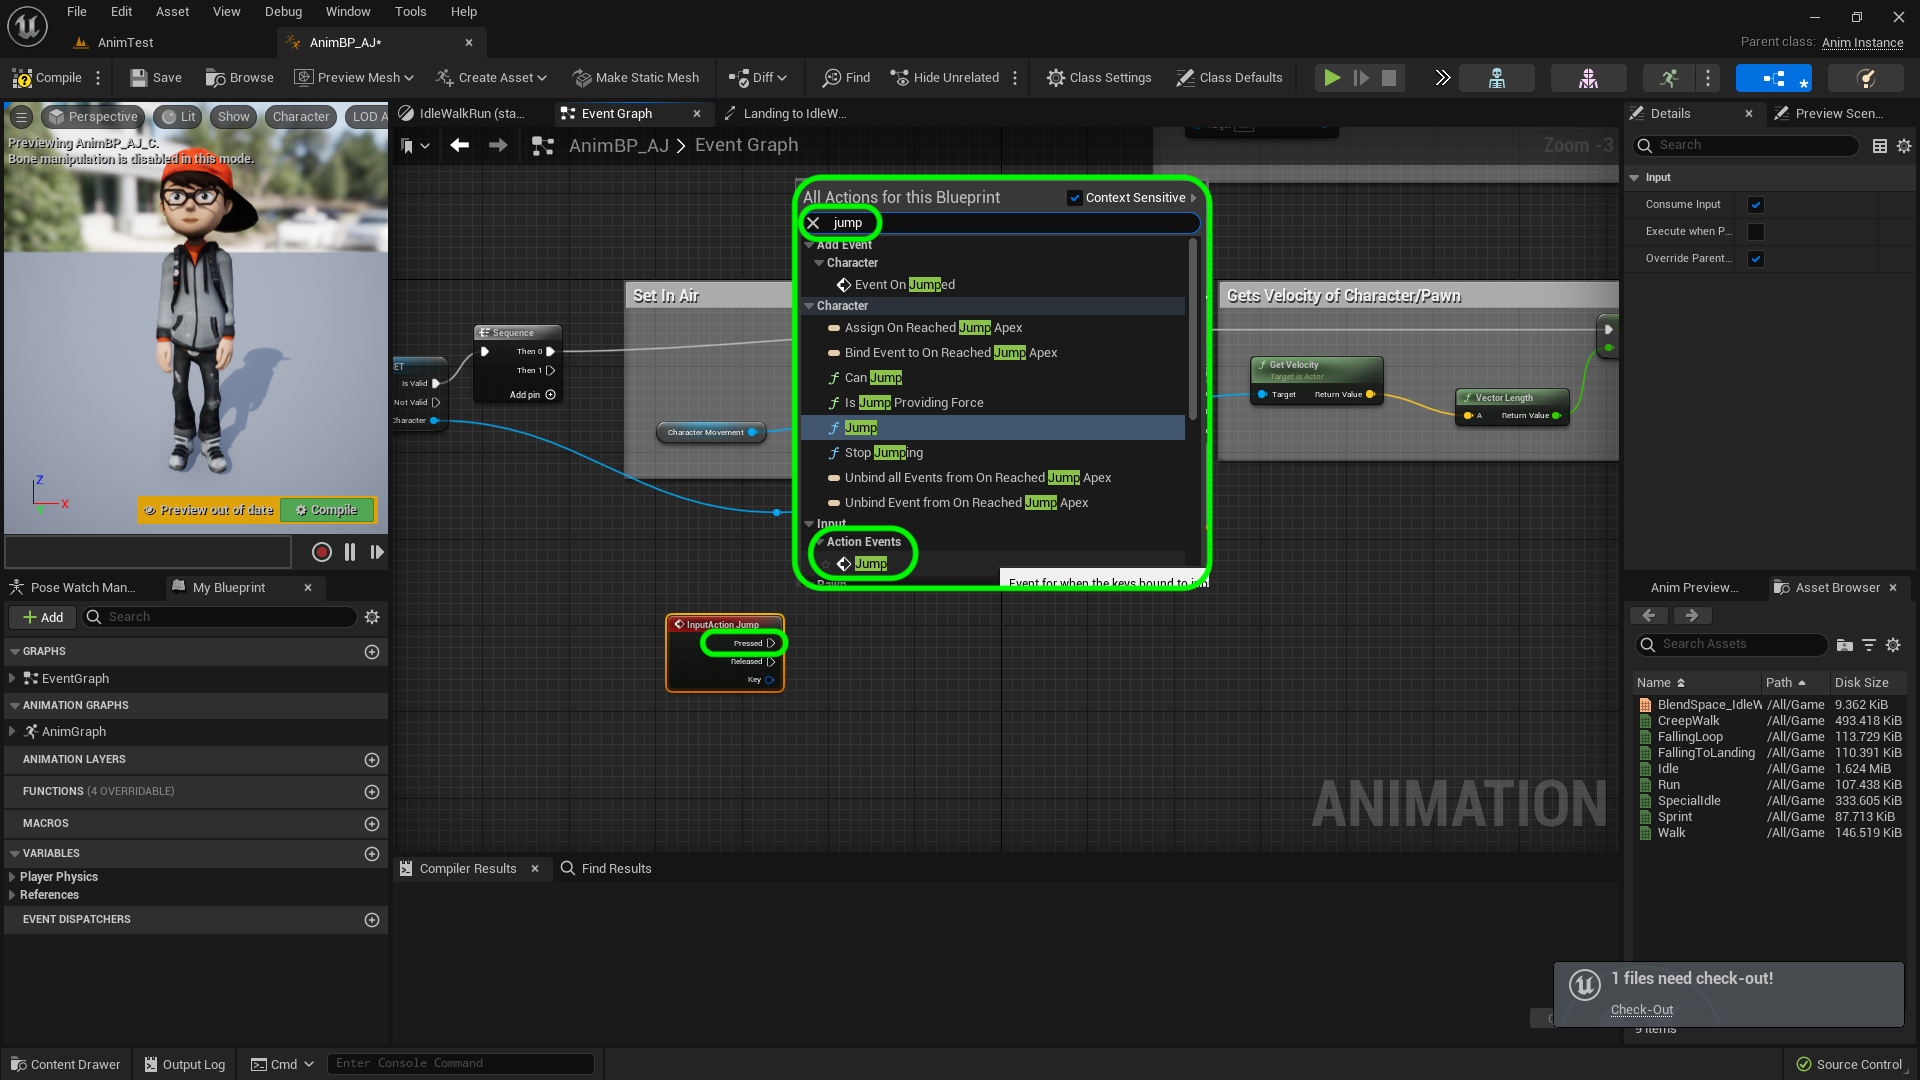 File Edit Asset View Debug Window Tools Help
AnimTest
AnimBP_AJ*
Parent class: Anim Instance
Compile
Save
Browse
Preview Mesh
Create Asset
Make Static Mesh
Diff
Find
Hide Unrelated
Class Settings
Class Defaults
Perspective Lit Show Character LOD A
Previewing AnimBP_AJ_C.
Bone manipulation is disabled in this mode.
Z
X
Preview out of date
Compile
IdleWalkRun (sta...
Event Graph
Landing to IdleW...
AnimBP_AJ > Event Graph
Zoom -3
Set In Air
Gets Velocity of Character/Pawn
ET
Is Valid
Not Valid
Character
Sequence
Then 0
Then 1
Add pin
Character Movement
Get Velocity
Target is Actor
Target Return Value
Vector Length
A Return Value
All Actions for this Blueprint
Context Sensitive
jump
Add Event
Character
Event On Jumped
Character
Assign On Reached Jump Apex
Bind Event to On Reached Jump Apex
Can Jump
Is Jump Providing Force
Jump
Stop Jumping
Unbind all Events from On Reached Jump Apex
Unbind Event from On Reached Jump Apex
Input
Action Events
Jump
Pawn
Event for when the keys bound to
InputAction Jump
Pressed
Released
Key
ANIMATION
Pose Watch Man...
My Blueprint
Add
Search
GRAPHS
EventGraph
ANIMATION GRAPHS
AnimGraph
ANIMATION LAYERS
FUNCTIONS (4 OVERRIDABLE)
MACROS
VARIABLES
Player Physics
References
EVENT DISPATCHERS
Compiler Results
Find Results
Details
Preview Scen...
Search
Input
Consume Input
Execute when P...
Override Parent...
Anim Preview...
Asset Browser
Search Assets
Name Path Disk Size
BlendSpace_IdleW /All/Game 9.362 KiB
CreepWalk /All/Game 493.418 KiB
FallingLoop /All/Game 113.729 KiB
FallingToLanding /All/Game 110.391 KiB
Idle /All/Game 1.624 MiB
Run /All/Game 107.438 KiB
SpecialIdle /All/Game 333.605 KiB
Sprint /All/Game 87.713 KiB
Walk /All/Game 146.519 KiB
1 files need check-out!
Check-Out
9 items
Content Drawer
Output Log
Cmd
Enter Console Command
Source Control